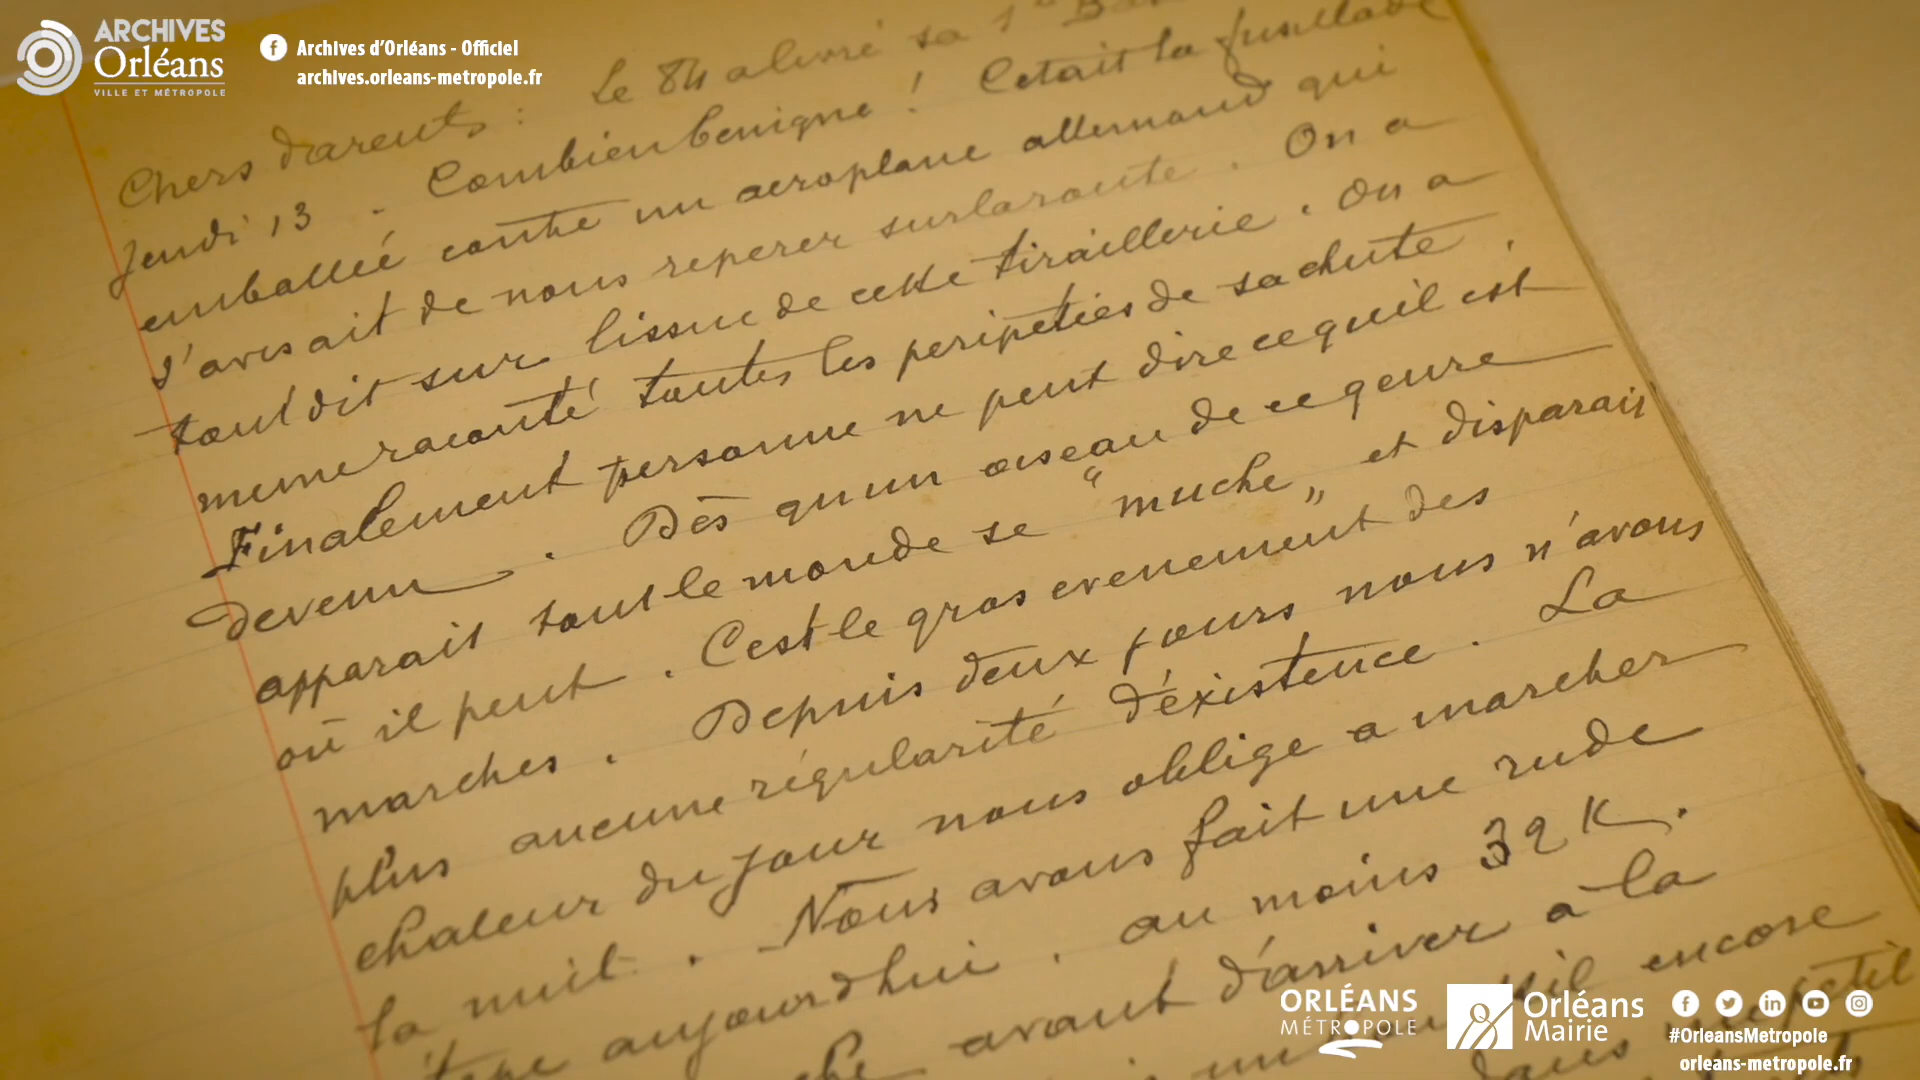 ARCHIVES
Orléans
VILLE ET MÉTROPOLE
Archives d'Orléans - Officiel
archives.orleans-metropole.fr
Chers Parents : Le 84 a livré sa 1re
Jeudi 13 . Combien benigne ! C'etait la fusillade
emballée contre un aeroplane allemand qui
s'avisait de nous reperer sur la route . On a
tout dit sur l'issue de cette tiraillerie . On a
meme raconté toutes les peripeties de sa chute .
Finalement personne ne peut dire ce qu'il est
devenu . Dès qu'un oiseau de ce genre
apparait tout le monde se "muche" et disparait
où il peut . C'est le gros evenement des
marches . Depuis deux jours nous n'avons
plus aucune régularité d'éxistence . La
chaleur du jour nous oblige a marcher
la nuit . Nous avons fait une rude
étape aujourd'hui . au moins 32 K .
avant d'arriver à la
encore
dans petit
ORLÉANS
MÉTROPOLE
Orléans
Mairie
#OrleansMetropole
orleans-metropole.fr